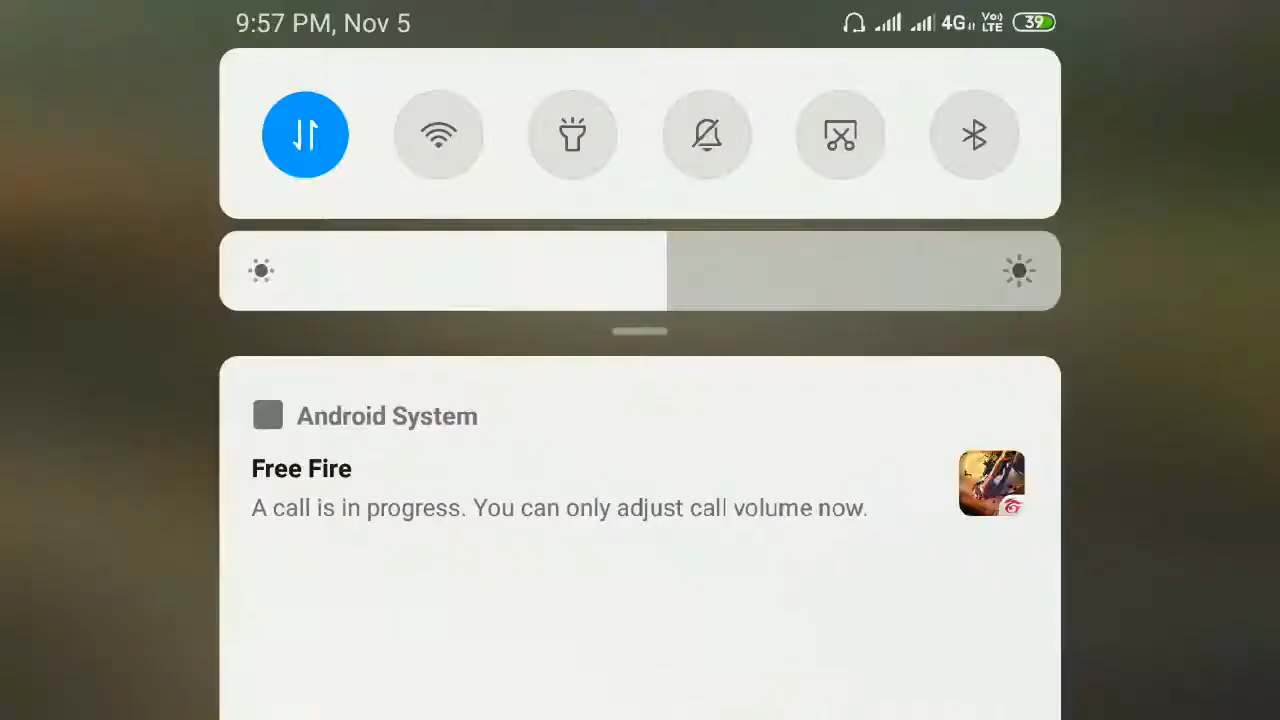 9:57 PM, Nov 5
4G
Vo)
LTE
39
Android System
Free Fire
A call is in progress. You can only adjust call volume now.